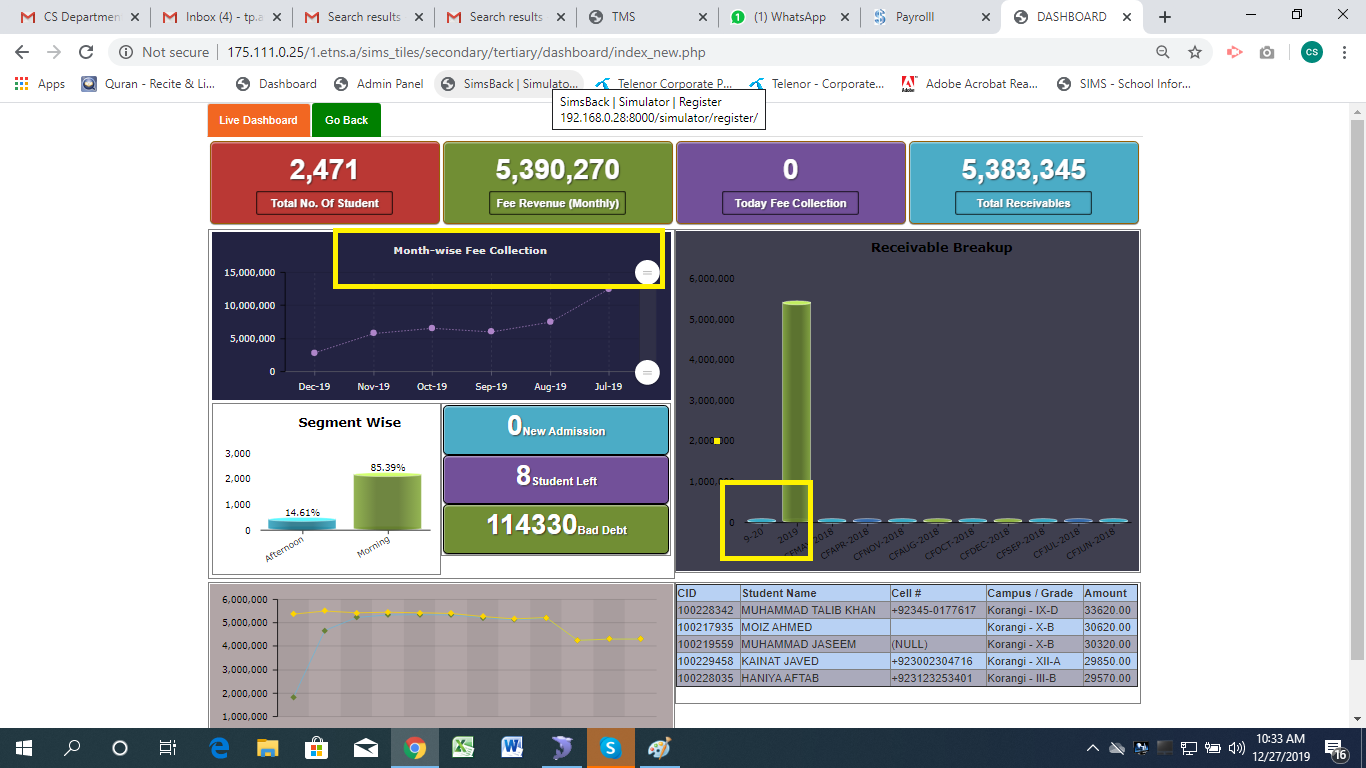 CS Departmen
Inbox (4) - tp.a
Search results
Search results
TMS
(1) WhatsApp
Payrolll
DASHBOARD
Not secure | 175.111.0.25/1.etns.a/sims_tiles/secondary/tertiary/dashboard/index_new.php
CS
Apps
Quran - Recite & Li...
Dashboard
Admin Panel
SimsBack | Simulato...
Telenor Corporate P...
Telenor - Corporate...
Adobe Acrobat Rea...
SIMS - School Infor...
SimsBack | Simulator | Register
192.168.0.28:8000/simulator/register/
Live Dashboard
Go Back
2,471
Total No. Of Student
5,390,270
Fee Revenue (Monthly)
0
Today Fee Collection
5,383,345
Total Receivables
Month-wise Fee Collection
15,000,000
10,000,000
5,000,000
0
Dec-19 Nov-19 Oct-19 Sep-19 Aug-19 Jul-19
Receivable Breakup
6,000,000
5,000,000
4,000,000
3,000,000
2,000,000
1,000,000
0
9-20 2019 CFMAY-2018 CFAPR-2018 CFNOV-2018 CFAUG-2018 CFOCT-2018 CFDEC-2018 CFSEP-2018 CFJUL-2018 CFJUN-2018
Segment Wise
3,000
2,000
1,000
0
14.61%
85.39%
Afternoon
Morning
0 New Admission
8 Student Left
114330 Bad Debt
6,000,000
5,000,000
4,000,000
3,000,000
2,000,000
1,000,000
CID Student Name Cell # Campus / Grade Amount
100228342 MUHAMMAD TALIB KHAN +92345-0177617 Korangi - IX-D 33620.00
100217935 MOIZ AHMED Korangi - X-B 30620.00
100219559 MUHAMMAD JASEEM (NULL) Korangi - X-B 30320.00
100229458 KAINAT JAVED +923002304716 Korangi - XII-A 29850.00
100228035 HANIYA AFTAB +923123253401 Korangi - III-B 29570.00
10:33 AM
12/27/2019
16